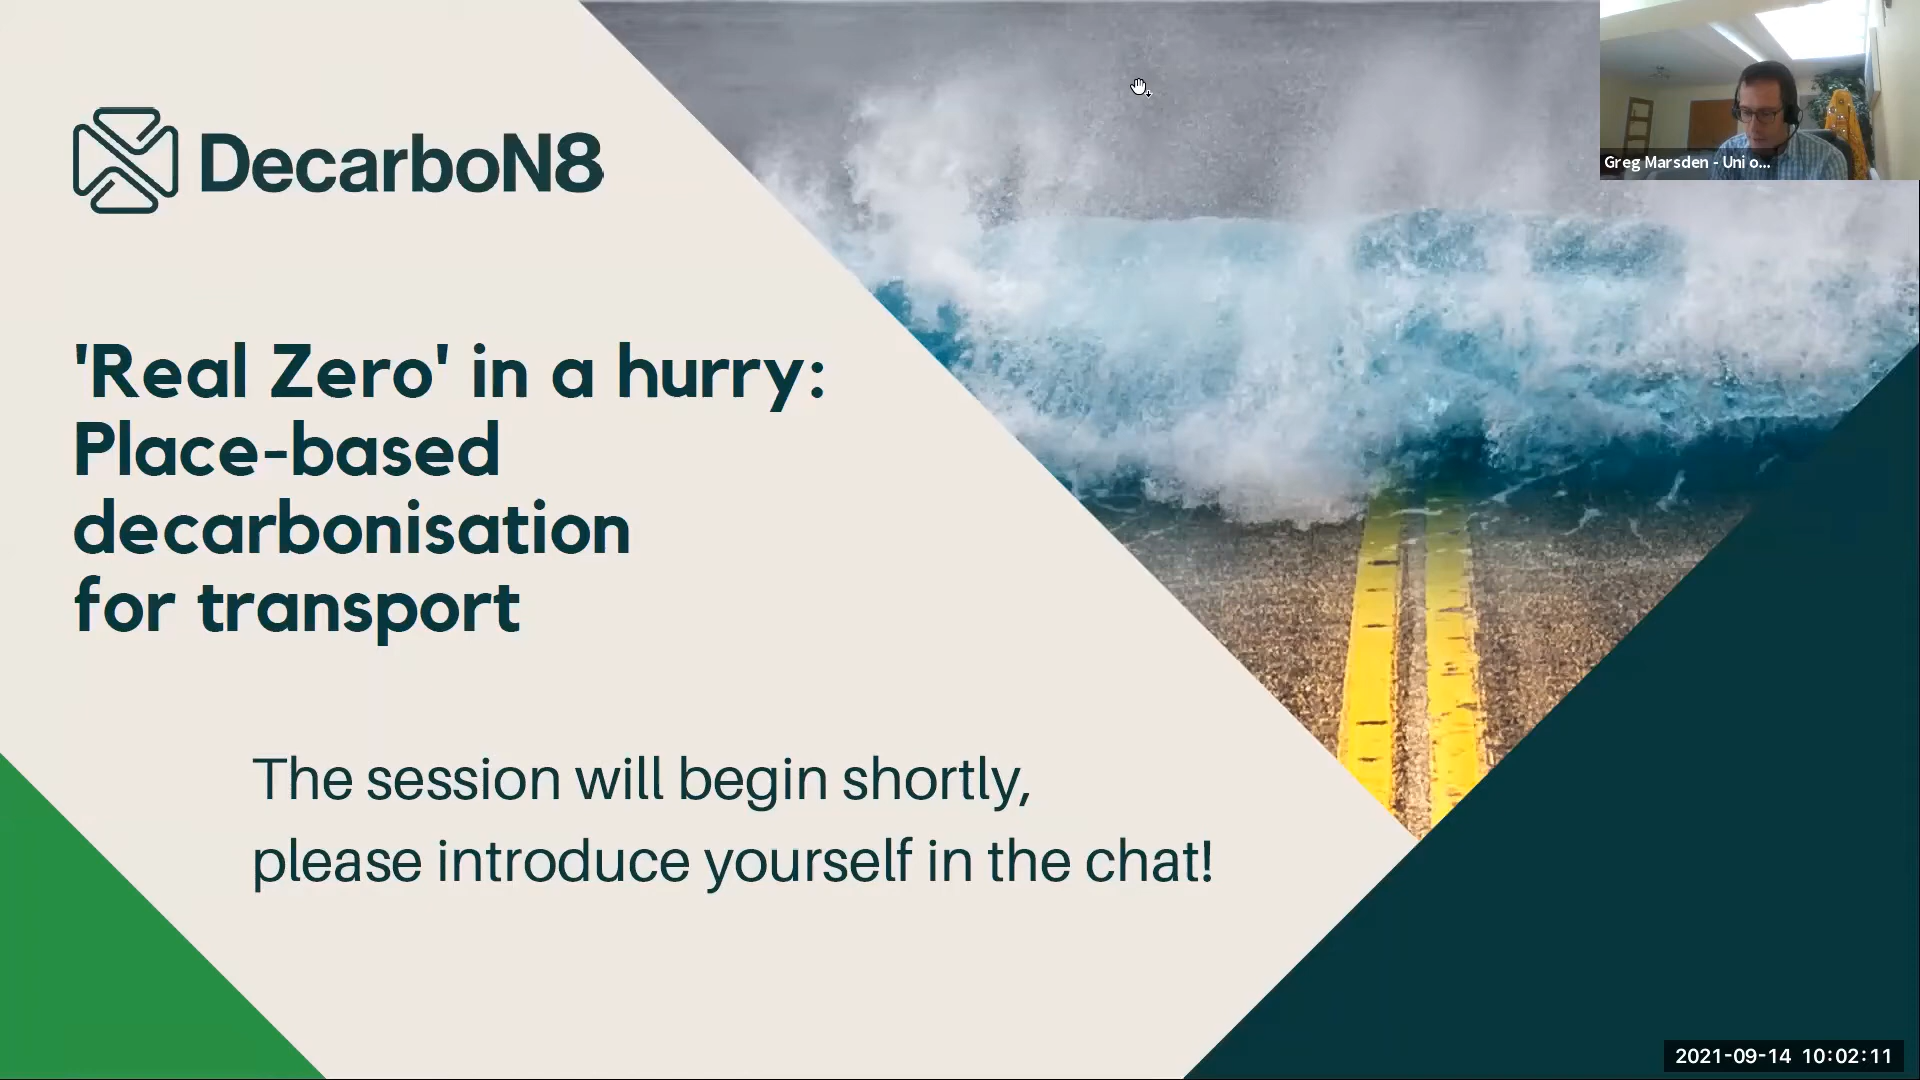 DecarboN8
Greg Marsden - Uni o...
'Real Zero' in a hurry:
Place-based
decarbonisation
for transport
The session will begin shortly,
please introduce yourself in the chat!
2021-09-14 10:02:11